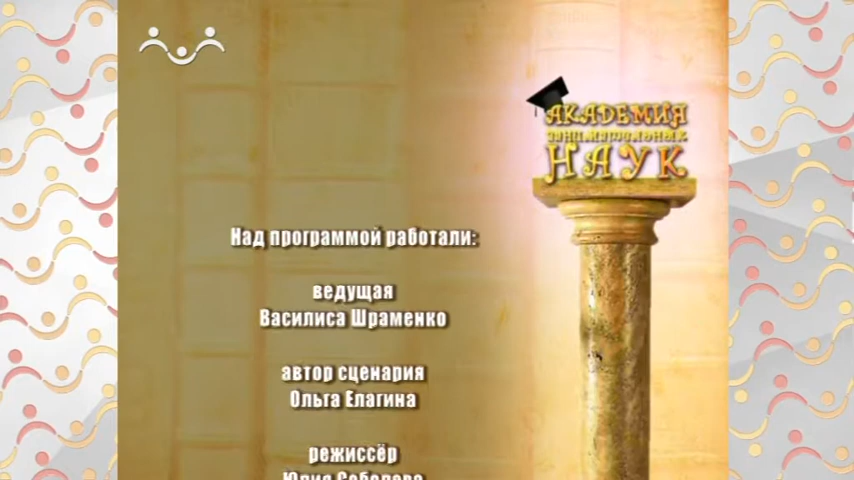 АКАДЕМИЯ
занимательных
НАУК
Над программой работали:
ведущая
Василиса Шраменко
автор сценария
Ольга Елагина
режиссёр